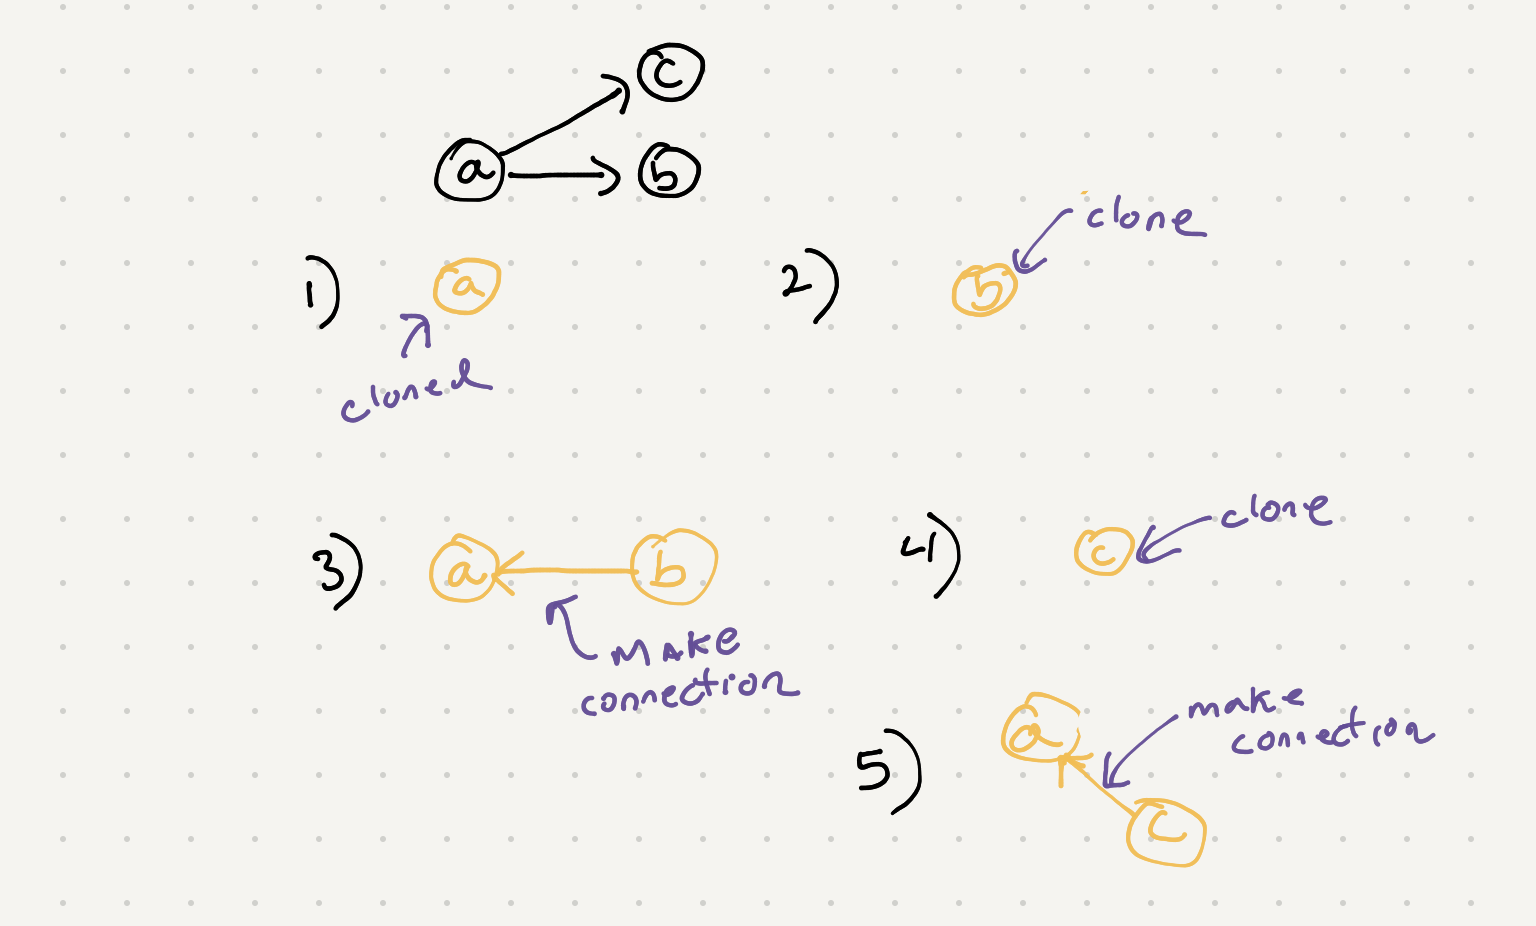 c
a b
1) a
cloned
2) b
clone
3) a b
make
connection
4) c
clone
5) a
make
connection
c